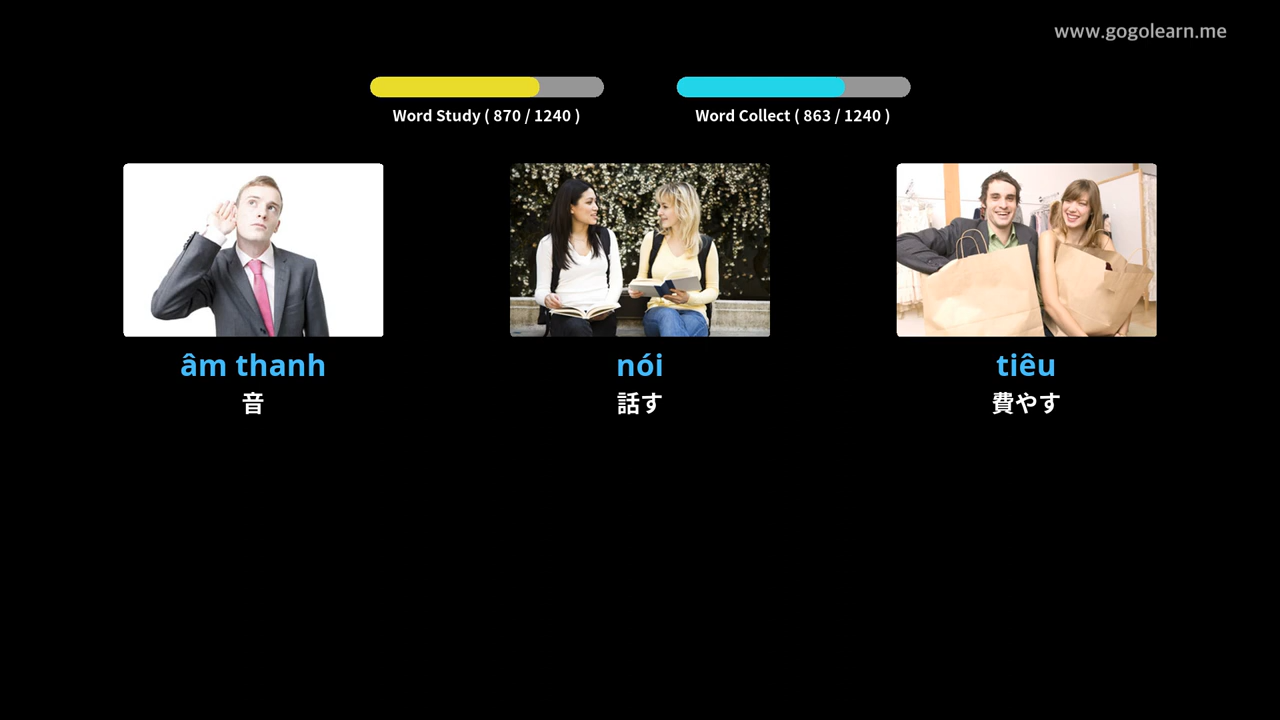 www.gogolearn.me
Word Study ( 870 / 1240 )
Word Collect ( 863 / 1240 )
âm thanh
音
nói
話す
tiêu
費やす